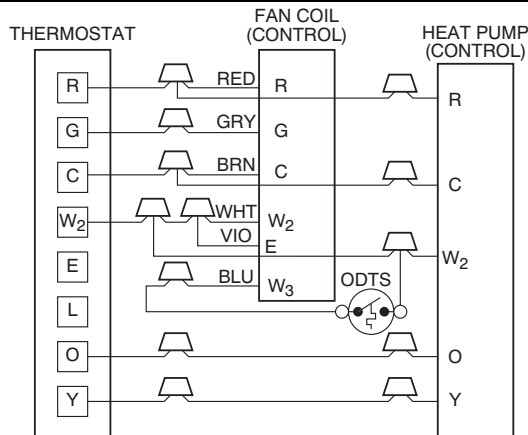 THERMOSTAT
FAN COIL
(CONTROL)
HEAT PUMP
(CONTROL)
R
RED
R
R
G
GRY
G
C
BRN
C
C
W2
WHT
W2
VIO
E
W2
E
BLU
W3
ODTS
L
O
O
Y
Y